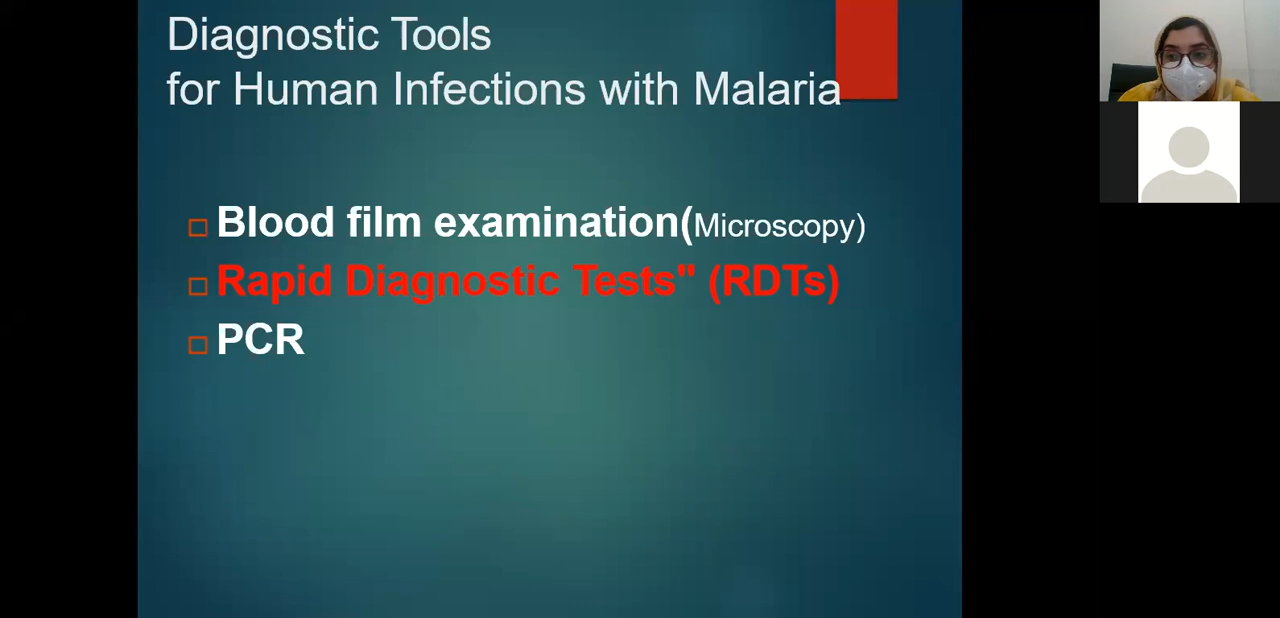 Diagnostic Tools
for Human Infections with Malaria
Blood film examination(Microscopy)
Rapid Diagnostic Tests" (RDTs)
PCR